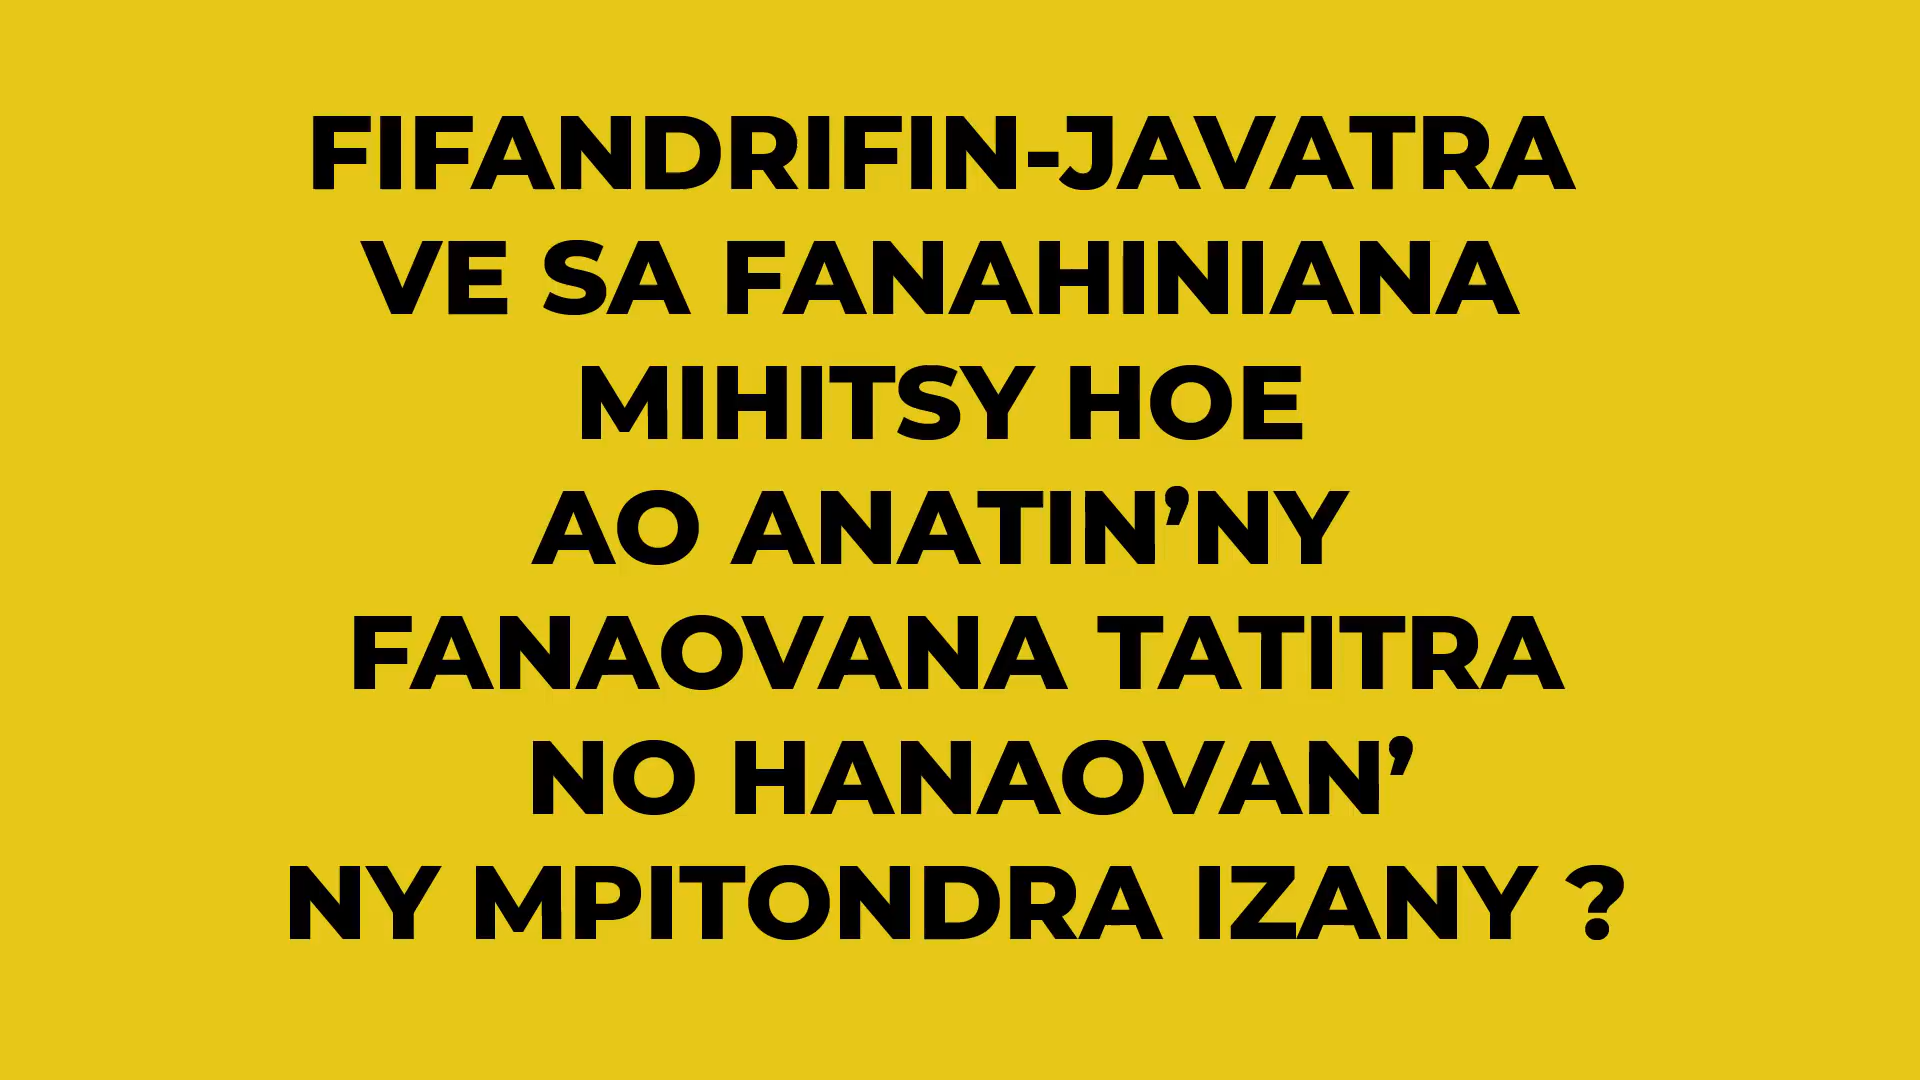 FIFANDRIFIN-JAVATRA
VE SA FANAHINIANA
MIHITSY HOE
AO ANATIN’NY
FANAOVANA TATITRA
NO HANAOVAN’
NY MPITONDRA IZANY ?